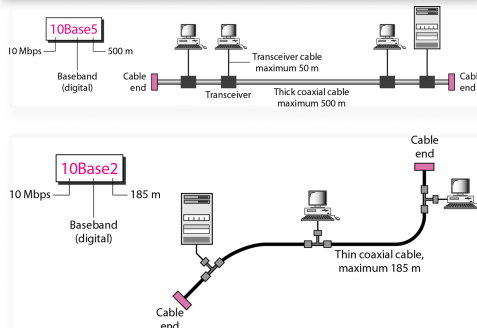 10Base5
10 Mbps
500 m
Baseband
(digital)
Cable
end
Transceiver cable
maximum 50 m
Transceiver
Thick coaxial cable
maximum 500 m
Cable
end
10Base2
10 Mbps
185 m
Baseband
(digital)
Cable
end
Thin coaxial cable,
maximum 185 m
Cable
end